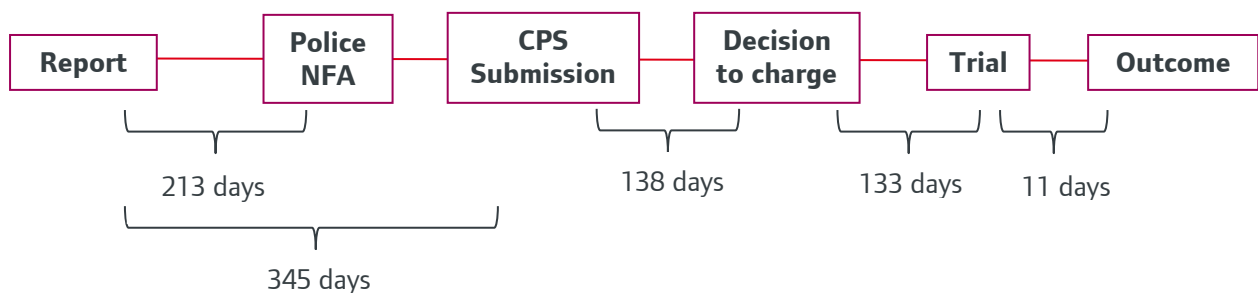 Report
Police
NFA
CPS
Submission
Decision
to charge
Trial
Outcome
213 days
138 days
133 days
11 days
345 days